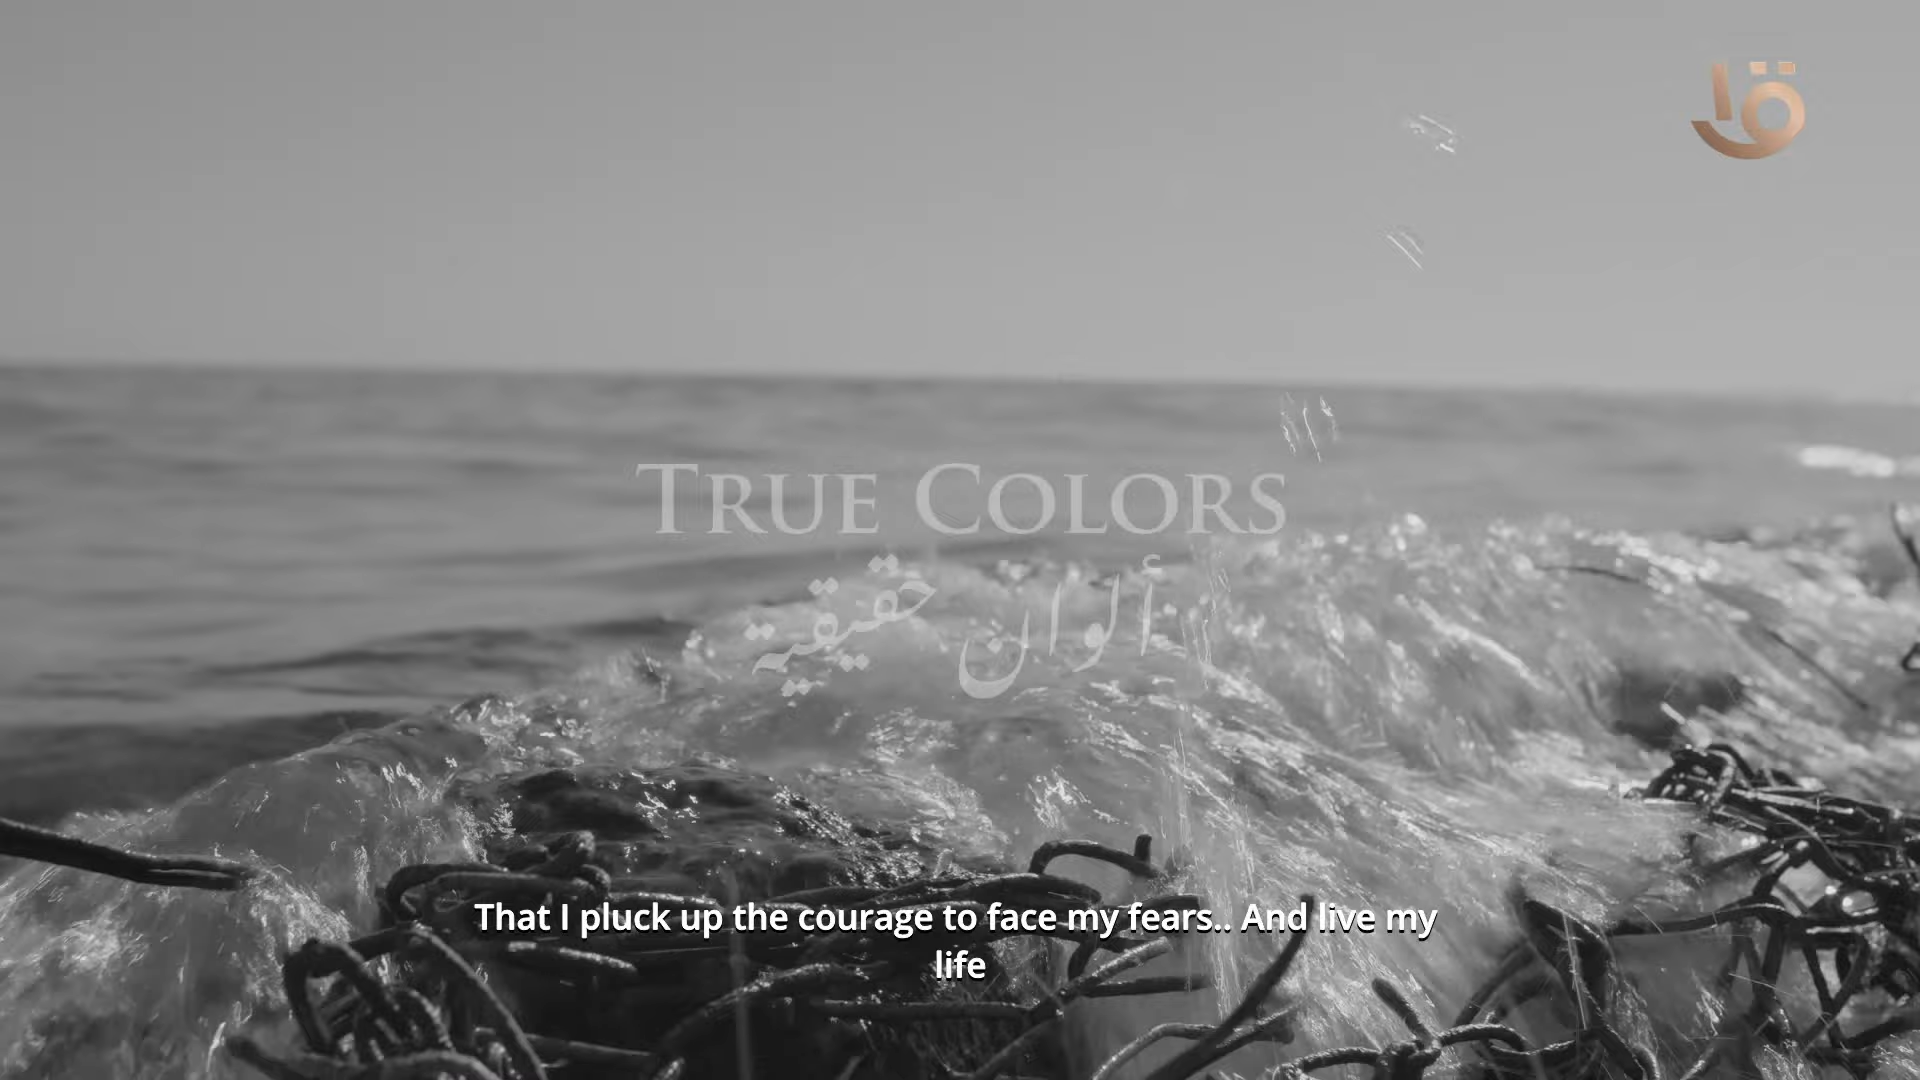 TRUE COLORS
ألوان حقيقية
That I pluck up the courage to face my fears.. And live my
life